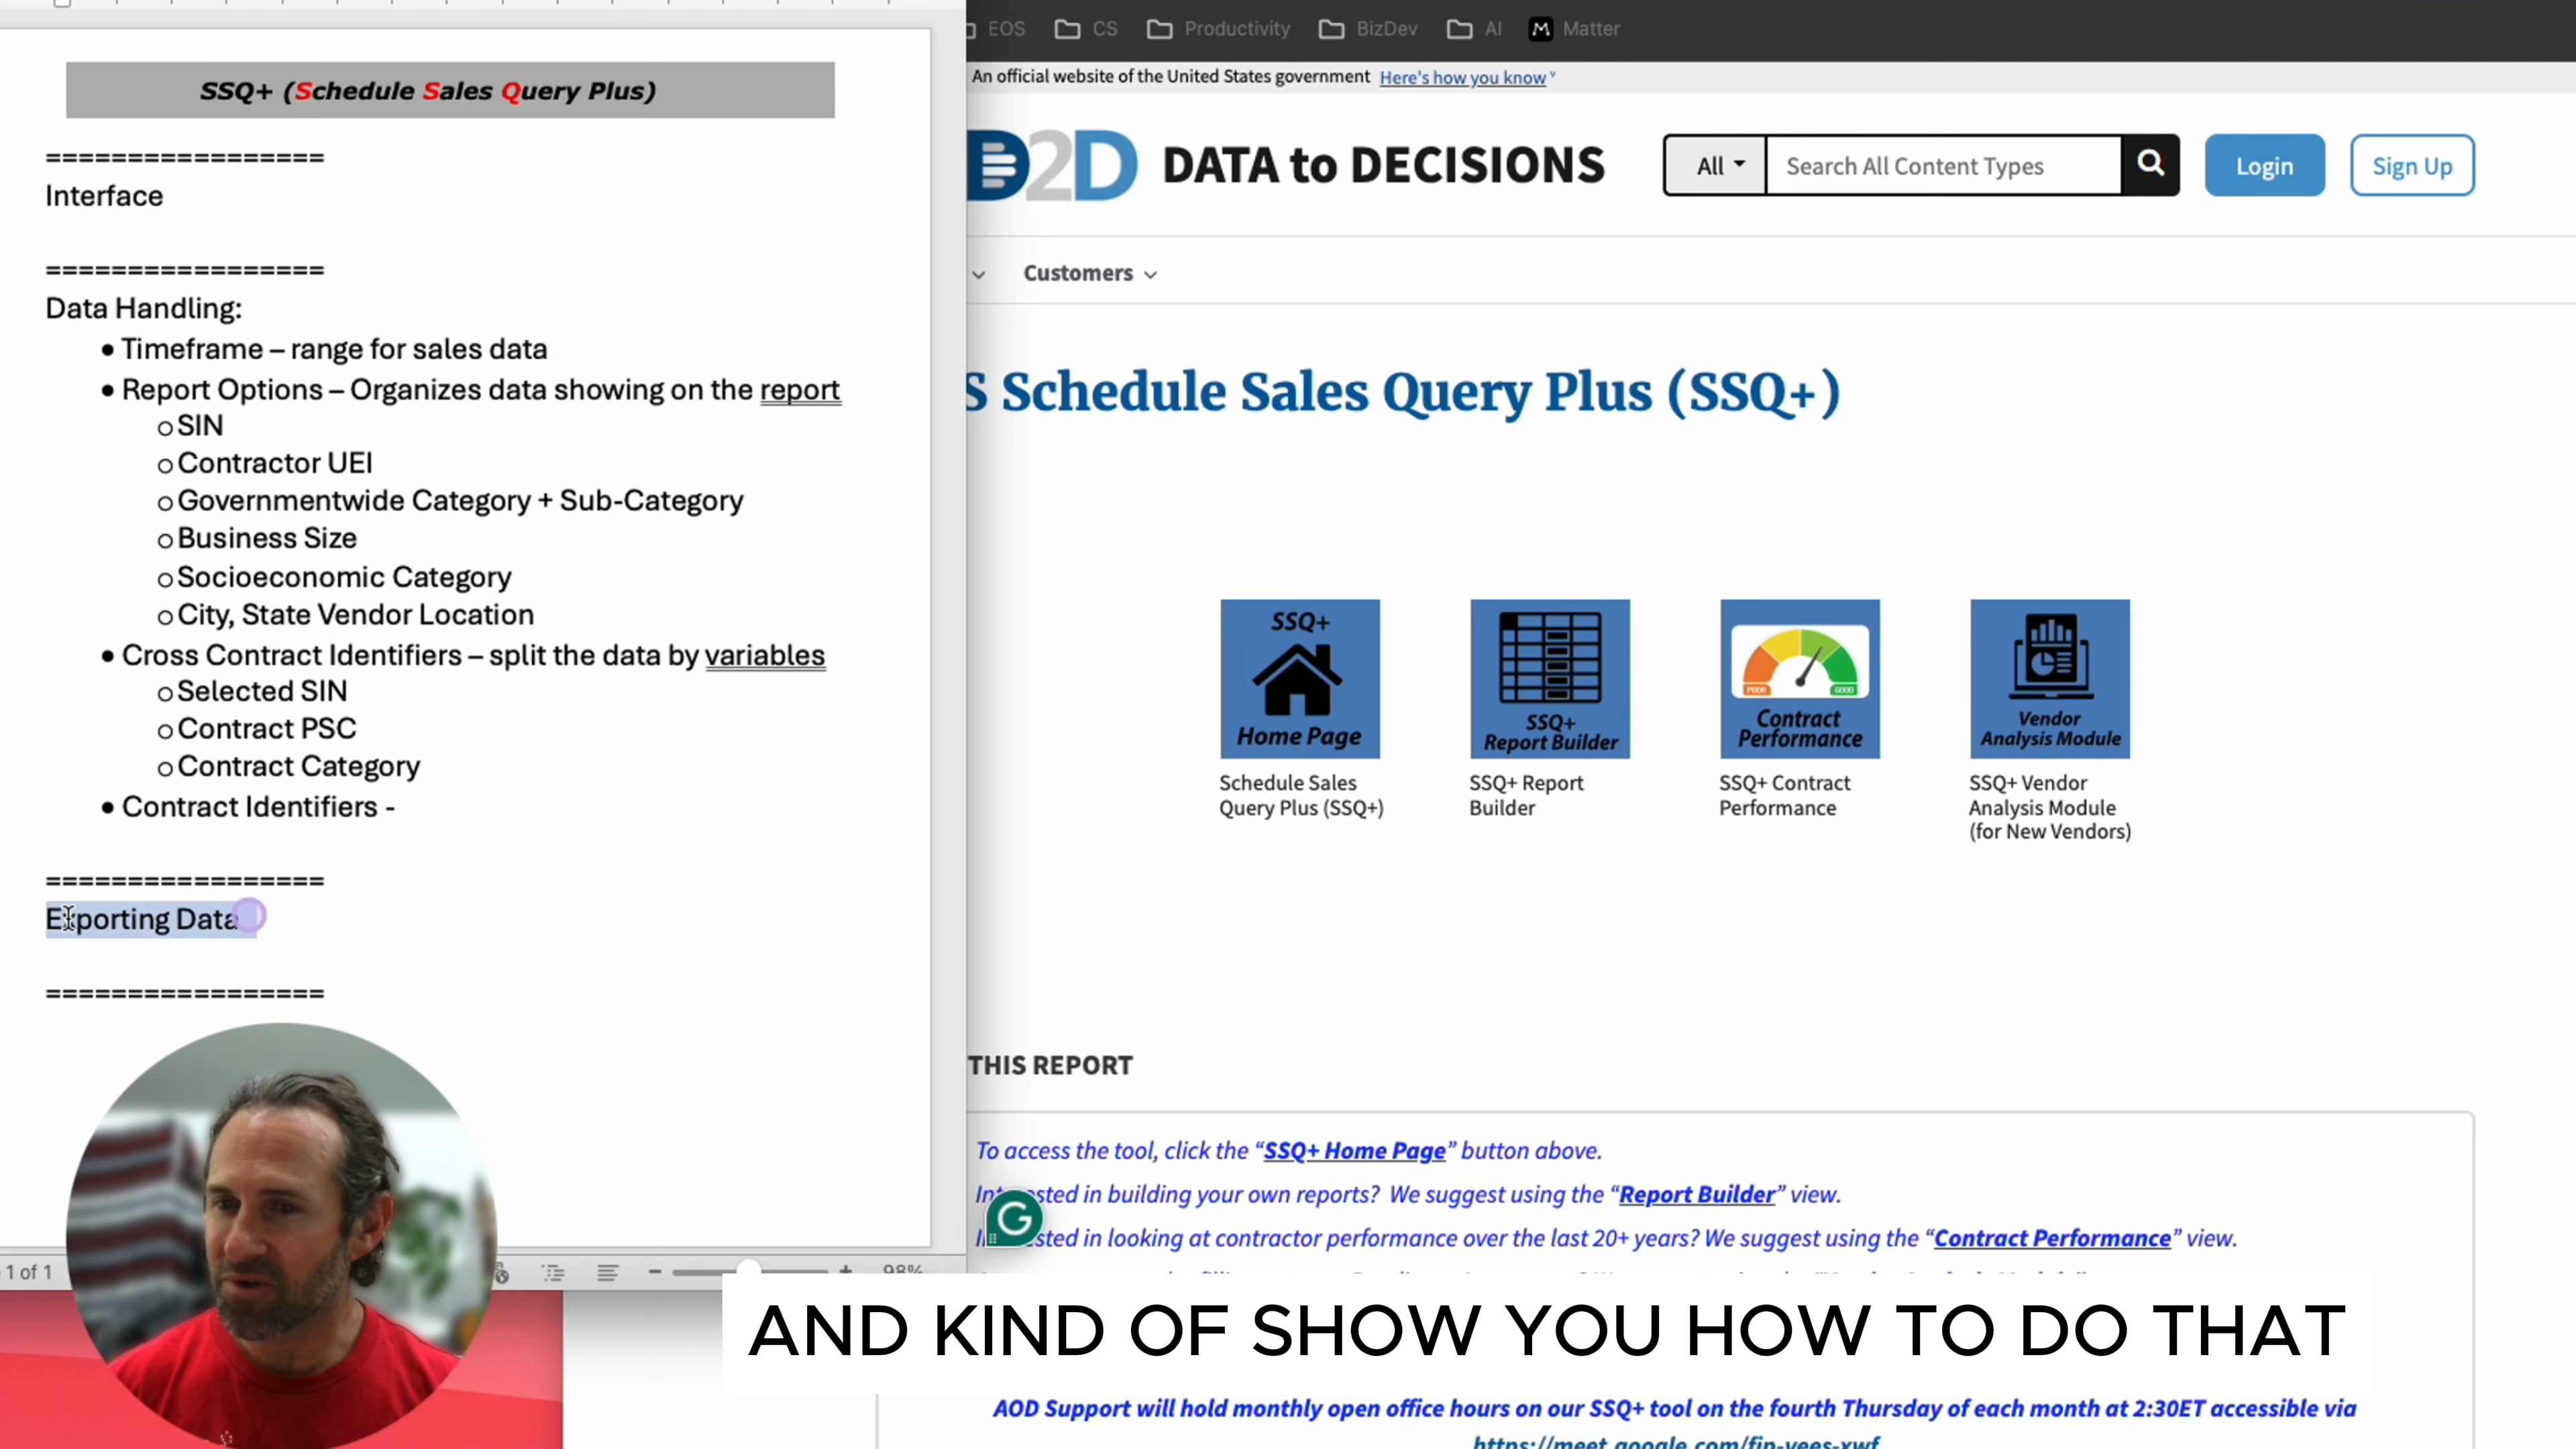 SSQ+ (Schedule Sales Query Plus)
=================
Interface
=================
Data Handling:
• Timeframe – range for sales data
• Report Options – Organizes data showing on the report
o SIN
o Contractor UEI
o Governmentwide Category + Sub-Category
o Business Size
o Socioeconomic Category
o City, State Vendor Location
• Cross Contract Identifiers – split the data by variables
o Selected SIN
o Contract PSC
o Contract Category
• Contract Identifiers -
=================
Exporting Data
=================
1 of 1
98%
EOS CS Productivity BizDev AI M Matter
An official website of the United States government Here's how you know
D2D DATA to DECISIONS All Search All Content Types Login Sign Up
Customers
S Schedule Sales Query Plus (SSQ+)
SSQ+
Home Page
SSQ+
Report Builder
POOR GOOD
Contract
Performance
Vendor
Analysis Module
Schedule Sales
Query Plus (SSQ+)
SSQ+ Report
Builder
SSQ+ Contract
Performance
SSQ+ Vendor
Analysis Module
(for New Vendors)
THIS REPORT
To access the tool, click the “SSQ+ Home Page” button above.
sted in building your own reports? We suggest using the “Report Builder” view.
sted in looking at contractor performance over the last 20+ years? We suggest using the “Contract Performance” view.
AND KIND OF SHOW YOU HOW TO DO THAT
AOD Support will hold monthly open office hours on our SSQ+ tool on the fourth Thursday of each month at 2:30ET accessible via